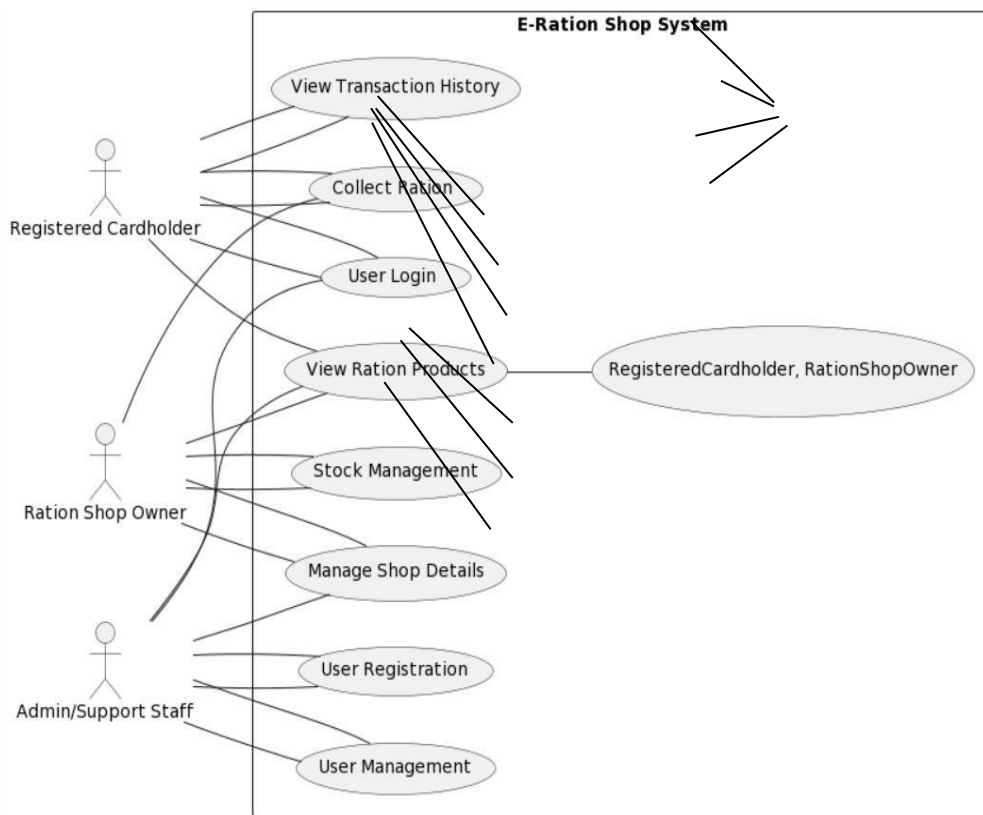 E-Ration Shop System
View Transaction History
Collect Ration
Registered Cardholder
User Login
View Ration Products
RegisteredCardholder, RationShopOwner
Stock Management
Ration Shop Owner
Manage Shop Details
User Registration
Admin/Support Staff
User Management